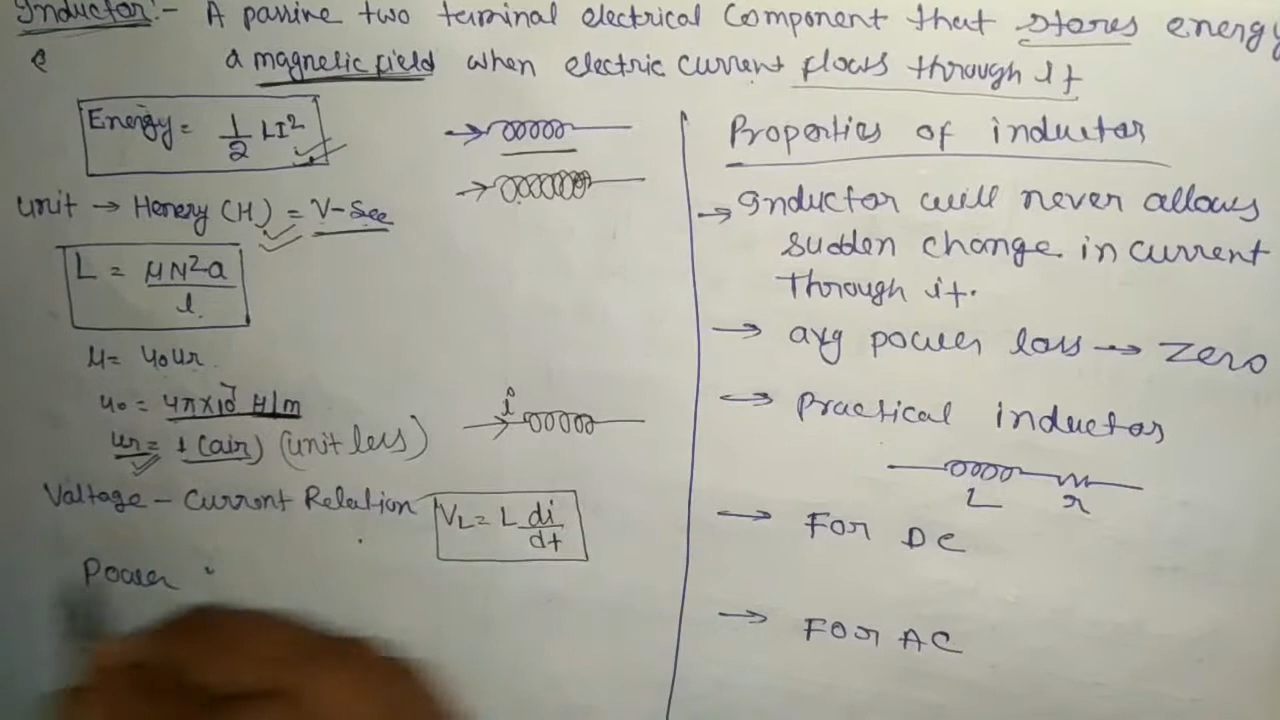 Inductor:- A passive two terminal electrical component that stores energy
a magnetic field when electric current flows through it
Energy = 1/2 LI²
unit → Henery (H) = V-Sec
L = μN²a / l
μ = μ0μr
μ0 = 4π×10⁷ H/m
μr = 1 (air) (unit less)
i
Voltage - Current Relation
VL = L di/dt
Power
Properties of inductor
→ Inductor will never allows
sudden change in current
through it.
→ avg power loss → zero
→ Practical inductor
L r
→ For DC
→ For AC